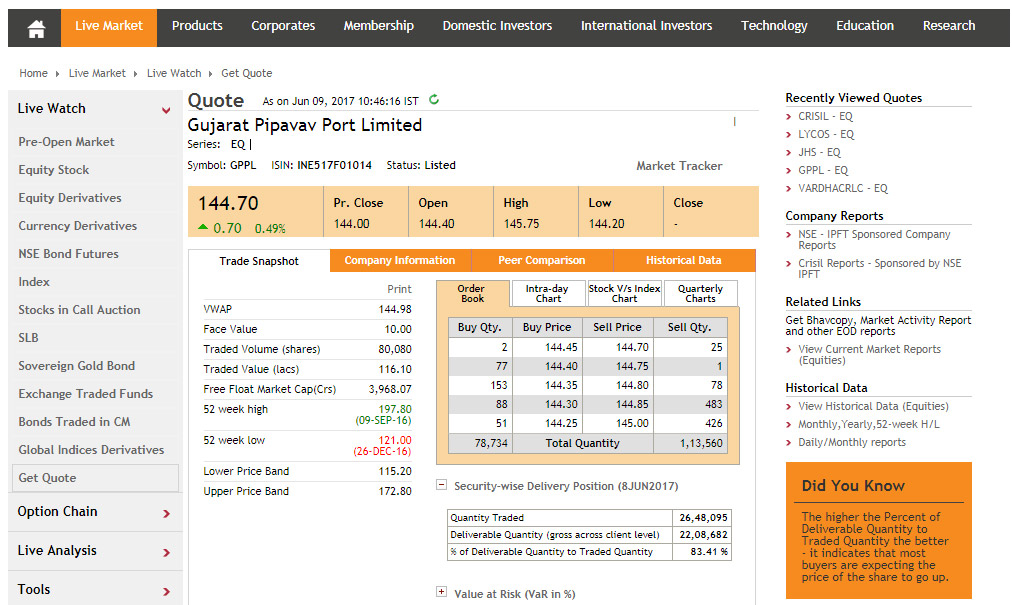 Live Market Products Corporates Membership Domestic Investors International Investors Technology Education Research
Home Live Market Live Watch Get Quote
Live Watch
Pre-Open Market
Equity Stock
Equity Derivatives
Currency Derivatives
NSE Bond Futures
Index
Stocks in Call Auction
SLB
Sovereign Gold Bond
Exchange Traded Funds
Bonds Traded in CM
Global Indices Derivatives
Get Quote
Option Chain
Live Analysis
Tools
Quote As on Jun 09, 2017 10:46:16 IST
Gujarat Pipavav Port Limited
|
Series: EQ |
Symbol: GPPL ISIN: INE517F01014 Status: Listed
Market Tracker
144.70 Pr. Close Open High Low Close
0.70 0.49% 144.00 144.40 145.75 144.20 -
Trade Snapshot Company Information Peer Comparison Historical Data
Print
VWAP 144.98
Face Value 10.00
Traded Volume (shares) 80,080
Traded Value (lacs) 116.10
Free Float Market Cap(Crs) 3,968.07
52 week high 197.80
(09-SEP-16)
52 week low 121.00
(26-DEC-16)
Lower Price Band 115.20
Upper Price Band 172.80
Order Book
Intra-day Chart
Stock V/s Index Chart
Quarterly Charts
Buy Qty. Buy Price Sell Price Sell Qty.
2 144.45 144.70 25
77 144.40 144.75 1
153 144.35 144.80 78
88 144.30 144.85 483
51 144.25 145.00 426
78,734 Total Quantity 1,13,560
Security-wise Delivery Position (8JUN2017)
Quantity Traded 26,48,095
Deliverable Quantity (gross across client level) 22,08,682
% of Deliverable Quantity to Traded Quantity 83.41 %
Value at Risk (VaR in %)
Recently Viewed Quotes
CRISIL - EQ
LYCOS - EQ
JHS - EQ
GPPL - EQ
VARDHACRLC - EQ
Company Reports
NSE - IPFT Sponsored Company
Reports
Crisil Reports - Sponsored by NSE
IPFT
Related Links
Get Bhavcopy, Market Activity Report
and other EOD reports
View Current Market Reports
(Equities)
Historical Data
View Historical Data (Equities)
Monthly,Yearly,52-week H/L
Daily/Monthly reports
Did You Know
The higher the Percent of
Deliverable Quantity to
Traded Quantity the better
- it indicates that most
buyers are expecting the
price of the share to go up.